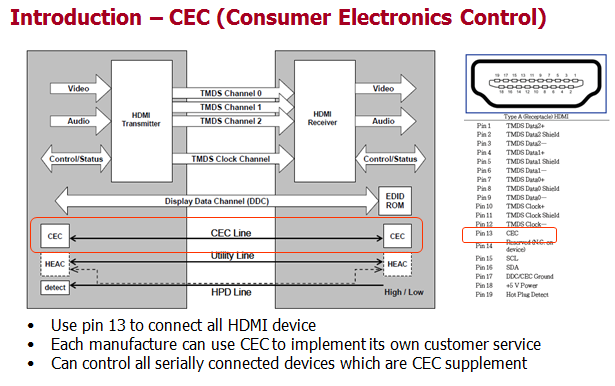 Introduction – CEC (Consumer Electronics Control)
Video
Audio
Control/Status
HDMI
Transmitter
TMDS Channel 0
TMDS Channel 1
TMDS Channel 2
TMDS Clock Channel
HDMI
Receiver
Video
Audio
Control/Status
Display Data Channel (DDC)
EDID
ROM
CEC
CEC Line
CEC
HEAC
Utility Line
HEAC
detect
HPD Line
High / Low
19 17 15 13 11 9 7 5 3 1
18 16 14 12 10 8 6 4 2
Type A (Receptacle) HDMI
Pin 1 TMDS Data2+
Pin 2 TMDS Data2 Shield
Pin 3 TMDS Data2–
Pin 4 TMDS Data1+
Pin 5 TMDS Data1 Shield
Pin 6 TMDS Data1–
Pin 7 TMDS Data0+
Pin 8 TMDS Data0 Shield
Pin 9 TMDS Data0–
Pin 10 TMDS Clock+
Pin 11 TMDS Clock Shield
Pin 12 TMDS Clock–
Pin 13 CEC
Pin 14 Reserved (N.C. on
device)
Pin 15 SCL
Pin 16 SDA
Pin 17 DDC/CEC Ground
Pin 18 +5 V Power
Pin 19 Hot Plug Detect
• Use pin 13 to connect all HDMI device
• Each manufacture can use CEC to implement its own customer service
• Can control all serially connected devices which are CEC supplement